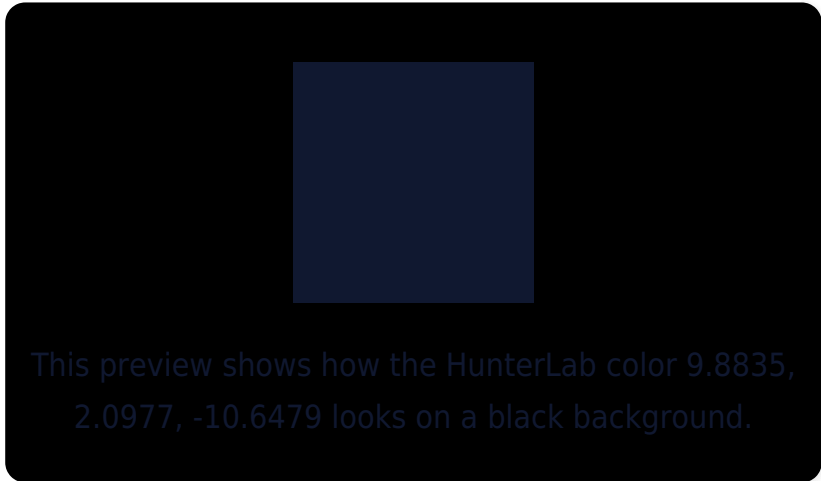 This preview shows how the HunterLab color 9.8835,
2.0977, -10.6479 looks on a black background.